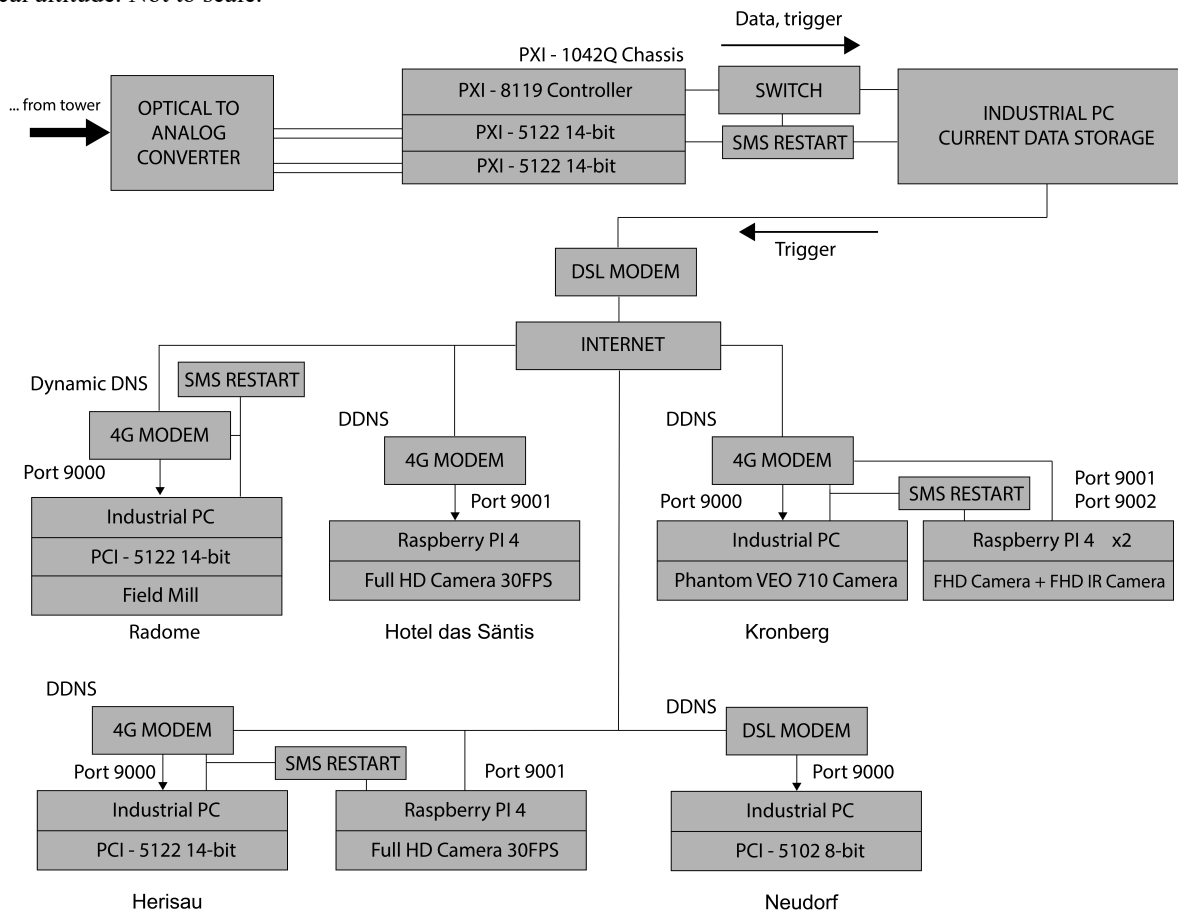 Data, trigger
PXI - 1042Q Chassis
... from tower
OPTICAL TO
ANALOG
CONVERTER
PXI - 8119 Controller
PXI - 5122 14-bit
PXI - 5122 14-bit
SWITCH
SMS RESTART
INDUSTRIAL PC
CURRENT DATA STORAGE
Trigger
DSL MODEM
INTERNET
Dynamic DNS
SMS RESTART
4G MODEM
Port 9000
Industrial PC
PCI - 5122 14-bit
Field Mill
Radome
DDNS
4G MODEM
Port 9001
Raspberry PI 4
Full HD Camera 30FPS
Hotel das Säntis
DDNS
4G MODEM
Port 9000
SMS RESTART
Port 9001
Port 9002
Industrial PC
Phantom VEO 710 Camera
Raspberry PI 4 x2
FHD Camera + FHD IR Camera
Kronberg
DDNS
4G MODEM
Port 9000
SMS RESTART
Port 9001
Industrial PC
PCI - 5122 14-bit
Raspberry PI 4
Full HD Camera 30FPS
Herisau
DDNS
DSL MODEM
Port 9000
Industrial PC
PCI - 5102 8-bit
Neudorf